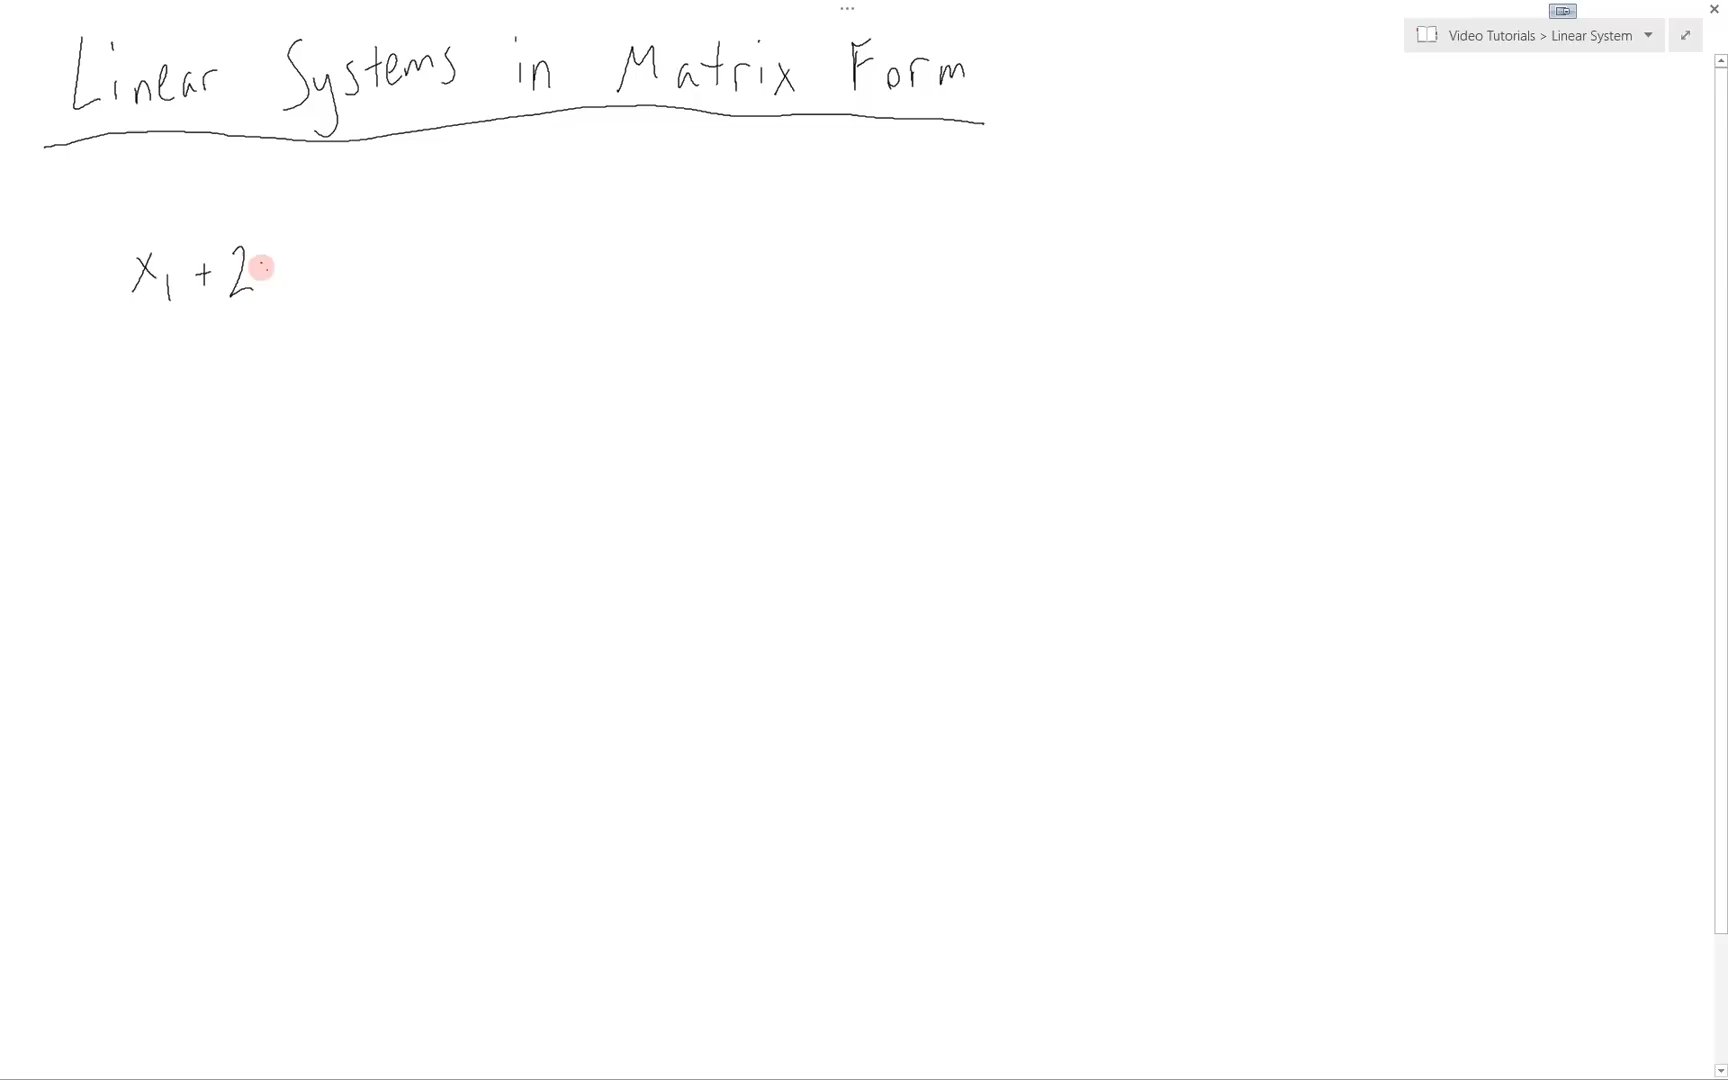 Video Tutorials > Linear System
Linear Systems in Matrix Form
x₁ + 2